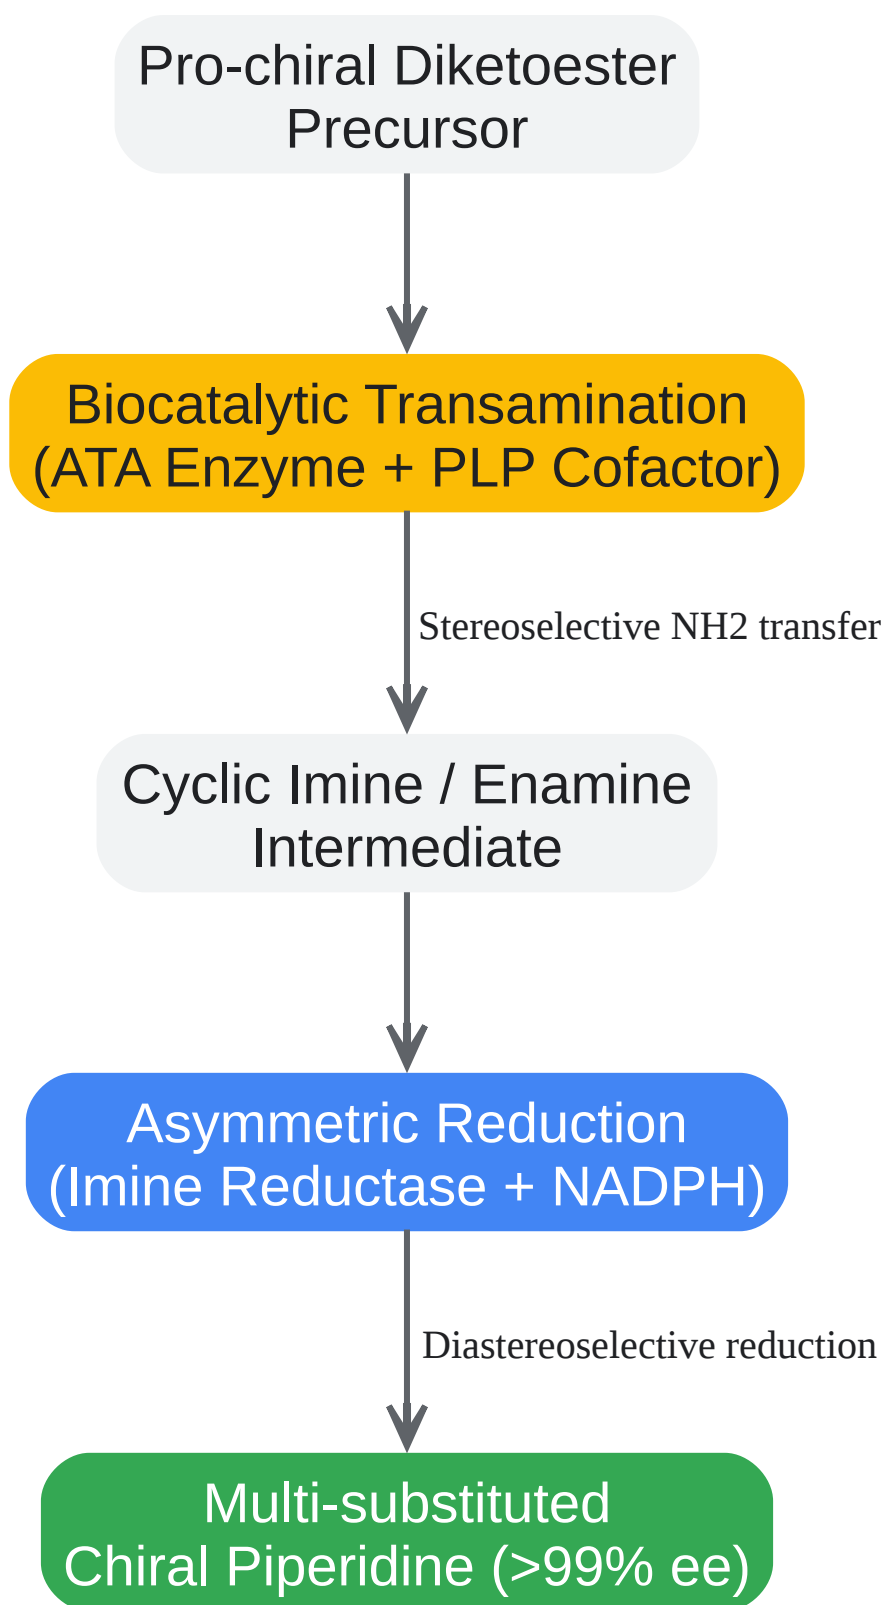 Pro-chiral Diketoester
Precursor
Biocatalytic Transamination
(ATA Enzyme + PLP Cofactor)
Stereoselective NH2 transfer
Cyclic Imine / Enamine
Intermediate
Asymmetric Reduction
(Imine Reductase + NADPH)
Diastereoselective reduction
Multi-substituted
Chiral Piperidine (>99% ee)